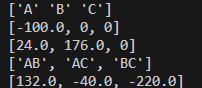 ['A' 'B' 'C']
[-100.0, 0, 0]
[24.0, 176.0, 0]
['AB', 'AC', 'BC']
[132.0, -40.0, -220.0]